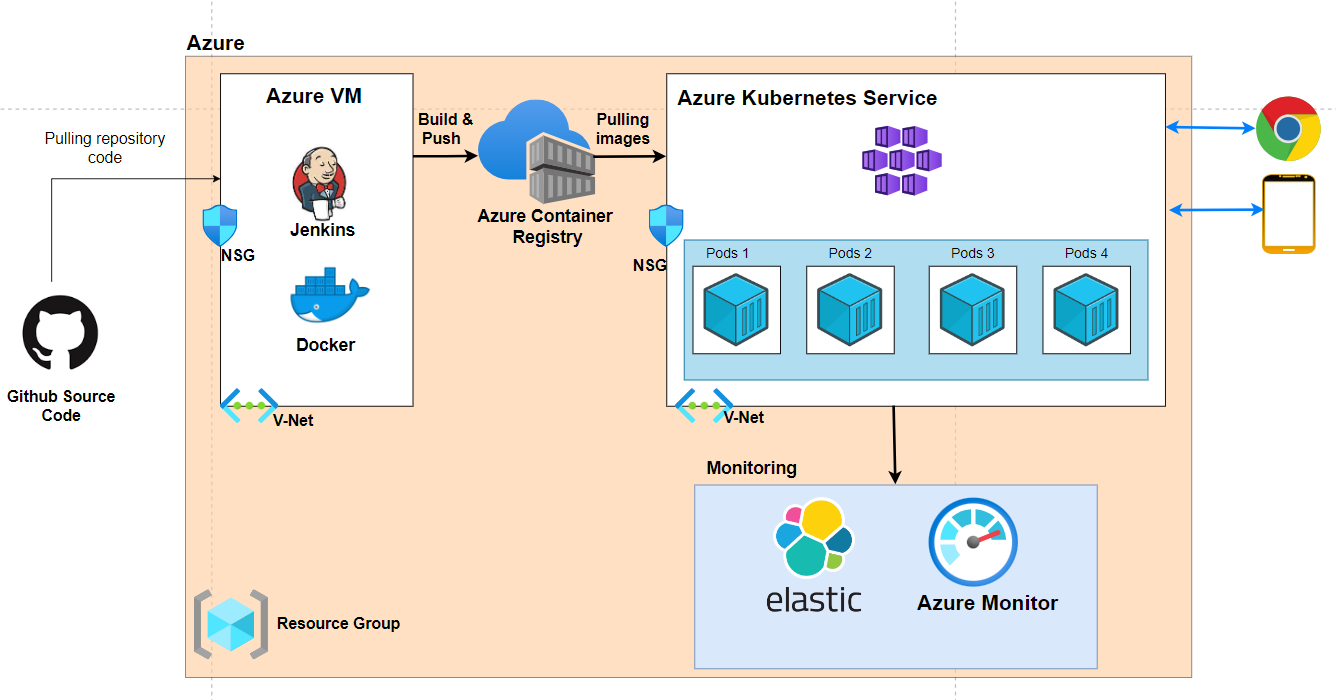 Azure
Azure VM
Azure Kubernetes Service
Build &
Push
Pulling
images
Pulling repository
code
Jenkins
Azure Container
Registry
NSG
NSG
Pods 1
Pods 2
Pods 3
Pods 4
Docker
Github Source
Code
V-Net
V-Net
Monitoring
elastic
Azure Monitor
Resource Group